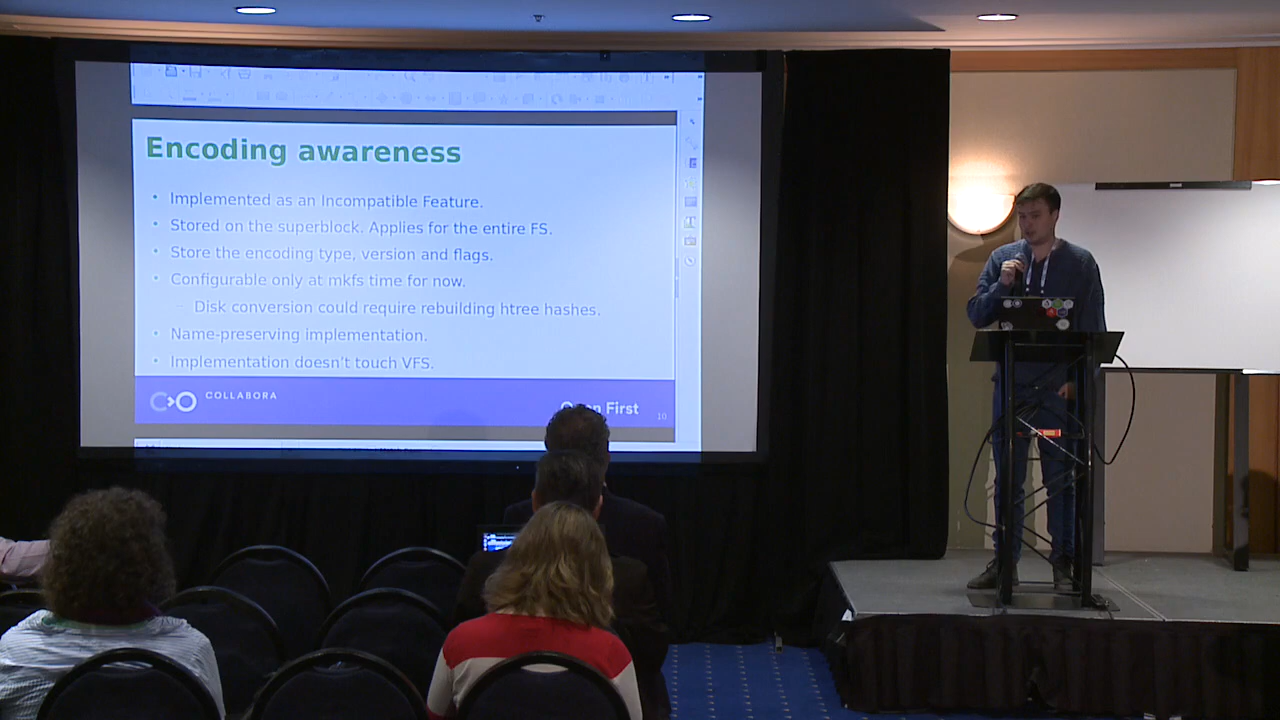 Encoding awareness
• Implemented as an Incompatible Feature.
• Stored on the superblock. Applies for the entire FS.
• Store the encoding type, version and flags.
• Configurable only at mkfs time for now.
– Disk conversion could require rebuilding htree hashes.
• Name-preserving implementation.
• Implementation doesn't touch VFS.
COLLABORA
First
10